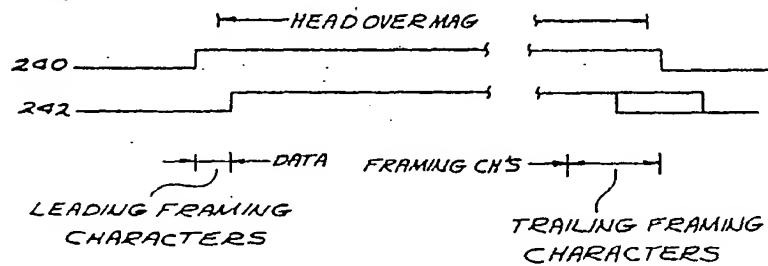 HEAD OVER MAG
240
242
DATA FRAMING CH'S
LEADING FRAMING
CHARACTERS
TRAILING FRAMING
CHARACTERS